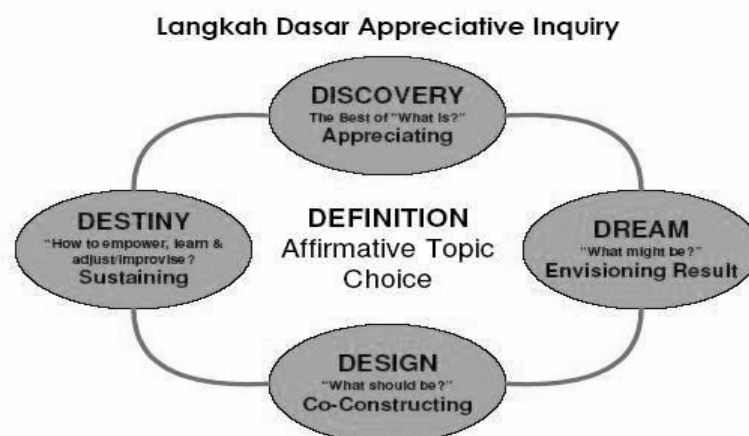 Langkah Dasar Appreciative Inquiry
DISCOVERY
The Best of "What is?"
Appreciating
DESTINY
"How to empower, learn &
adjust/improvise?
Sustaining
DEFINITION
Affirmative Topic
Choice
DREAM
"What might be?"
Envisioning Result
DESIGN
"What should be?"
Co-Constructing